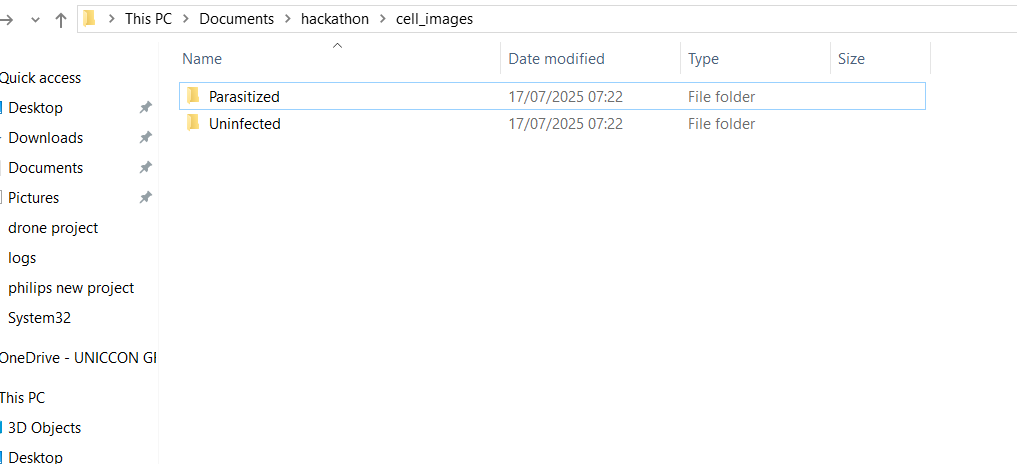 This PC > Documents > hackathon > cell_images
Name Date modified Type Size
Quick access
Desktop
Downloads
Documents
Pictures
drone project
logs
philips new project
System32
OneDrive - UNICCON GI
This PC
3D Objects
Desktop
Parasitized 17/07/2025 07:22 File folder
Uninfected 17/07/2025 07:22 File folder